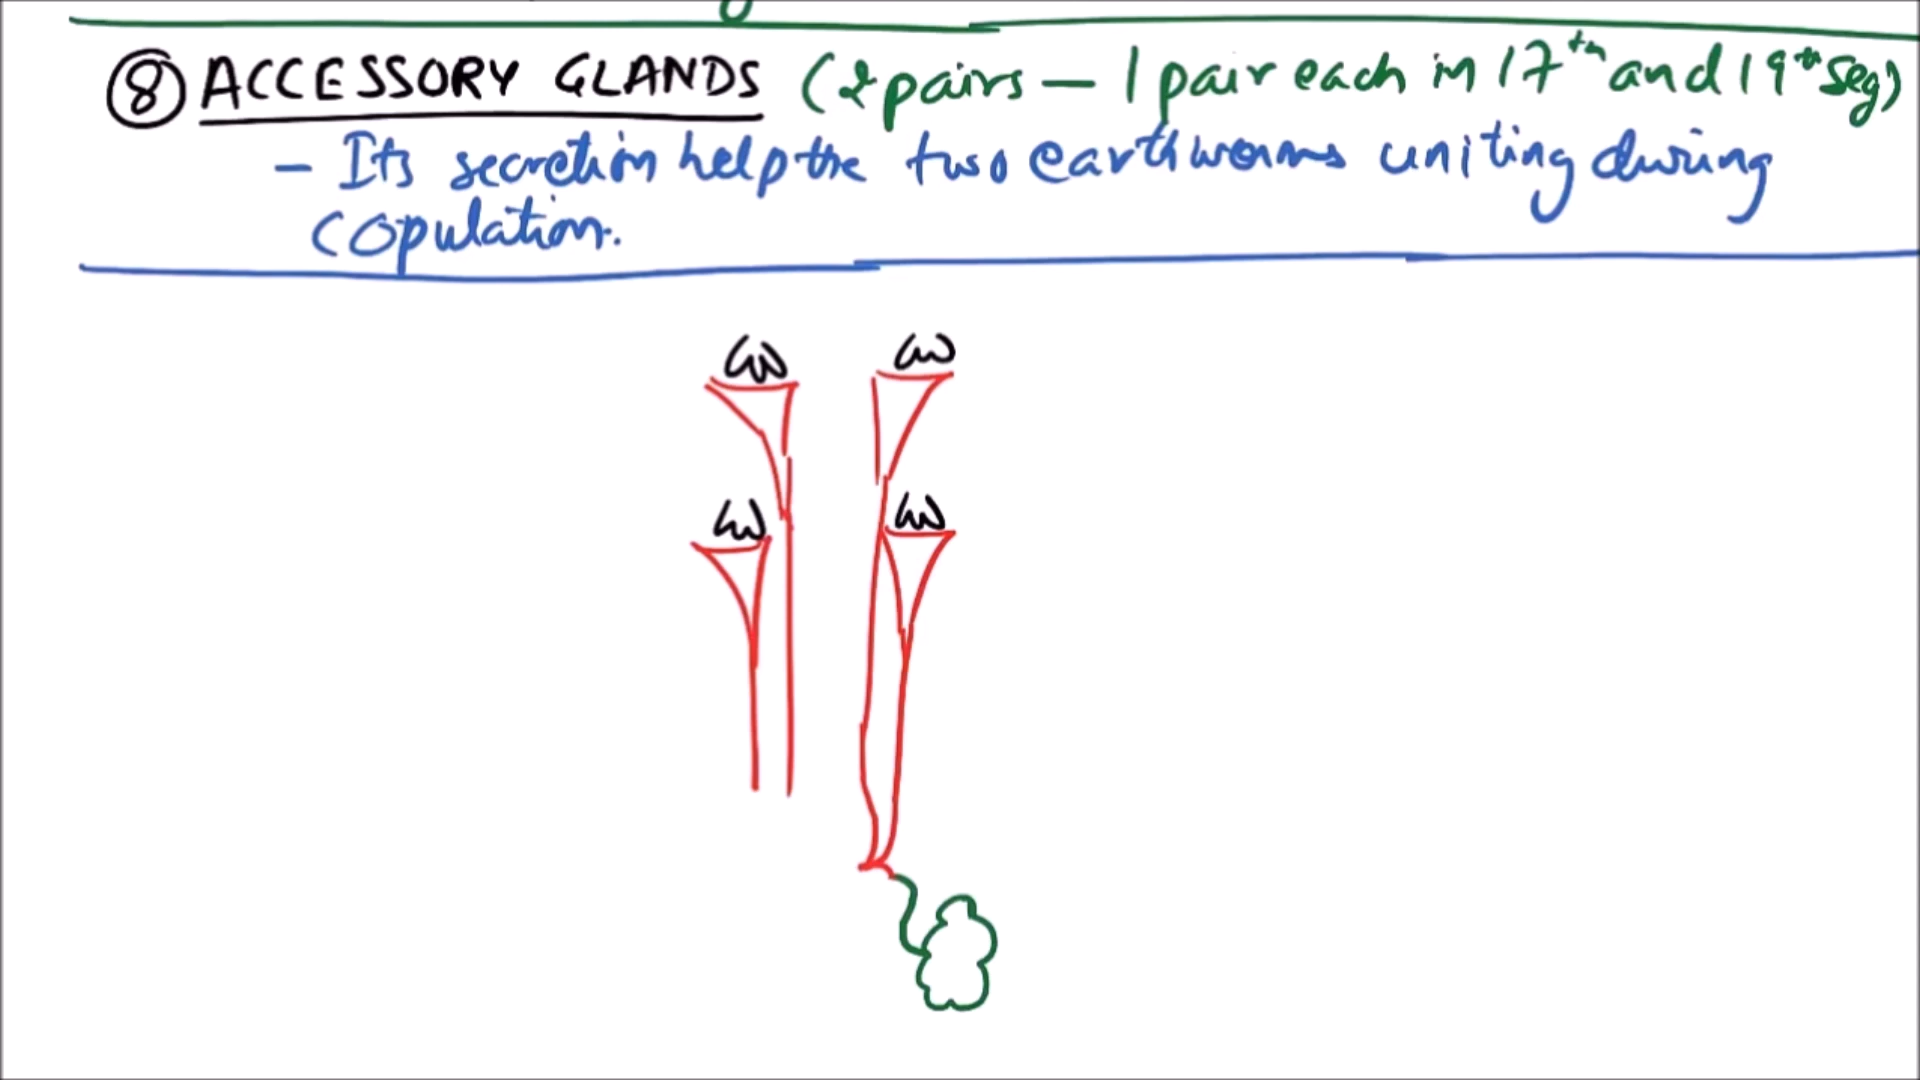 8 ACCESSORY GLANDS (2 pairs – 1 pair each in 17th and 19th seg)
– Its secretion help the two earthworms uniting during
copulation.